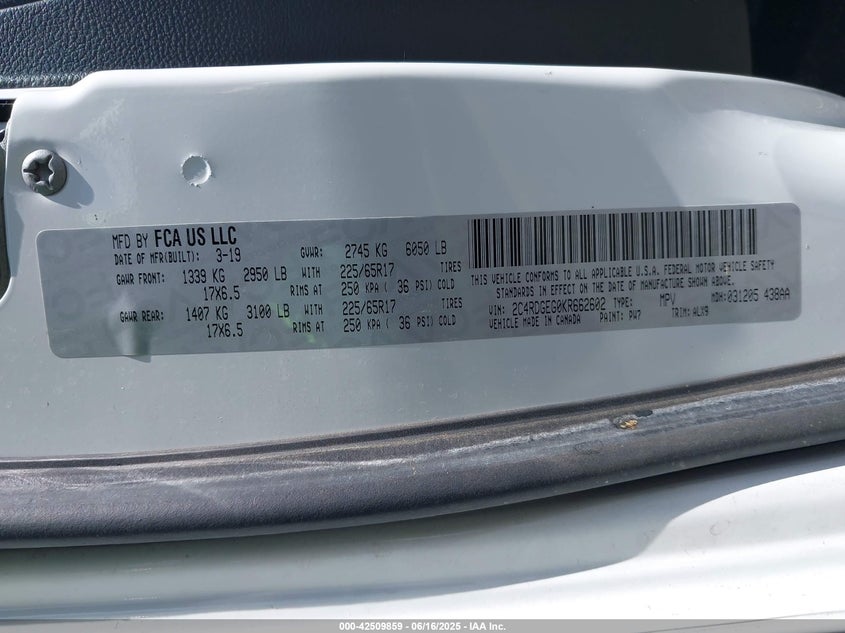 MFD BY FCA US LLC
DATE OF MFR(BUILT): 3-19 GVWR: 2745 KG 6050 LB
GAWR FRONT: 1339 KG 2950 LB WITH 225/65R17 TIRES
17X6.5 RIMS AT 250 KPA ( 36 PSI) COLD
GAWR REAR: 1407 KG 3100 LB WITH 225/65R17 TIRES
17X6.5 RIMS AT 250 KPA ( 36 PSI) COLD
THIS VEHICLE CONFORMS TO ALL APPLICABLE U.S.A. FEDERAL MOTOR VEHICLE SAFETY
STANDARDS IN EFFECT ON THE DATE OF MANUFACTURE SHOWN ABOVE.
VIN: 2C4RDGEG0KR662602 TYPE: MPV MDH:031205 438AA
VEHICLE MADE IN CANADA PAINT: PW7 TRIM: ALX9
000-42509859 - 06/16/2025 - IAA Inc.